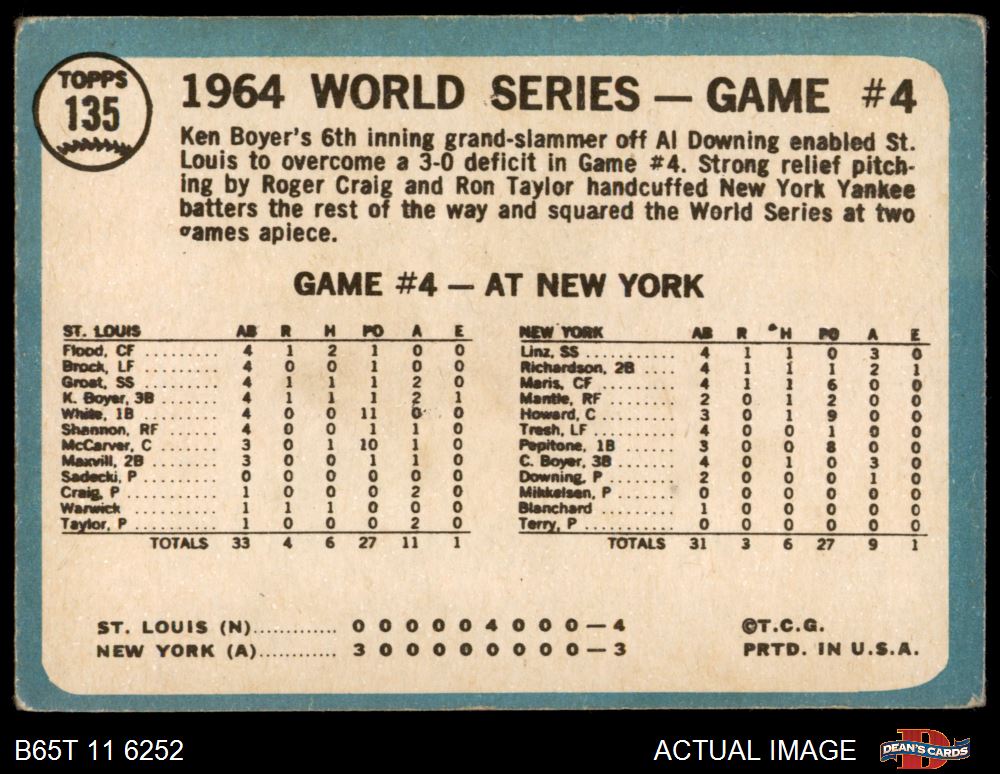 TOPPS
135
1964 WORLD SERIES — GAME #4
Ken Boyer's 6th inning grand-slammer off Al Downing enabled St.
Louis to overcome a 3-0 deficit in Game #4. Strong relief pitch-
ing by Roger Craig and Ron Taylor handcuffed New York Yankee
batters the rest of the way and squared the World Series at two
games apiece.
GAME #4 — AT NEW YORK
ST. LOUIS AB R H PO A E
Flood, CF .......... 4 1 2 1 0 0
Brock, LF .......... 4 0 0 1 0 0
Groat, SS .......... 4 1 1 1 2 0
K. Boyer, 3B ....... 4 1 1 1 2 1
White, 1B .......... 4 0 0 11 0 0
Shannon, RF ........ 4 0 0 1 1 0
McCarver, C ........ 3 0 1 10 1 0
Maxvill, 2B ........ 3 0 0 1 1 0
Sadecki, P ......... 0 0 0 0 0 0
Craig, P ........... 1 0 0 0 2 0
Warwick ............ 1 1 1 0 0 0
Taylor, P .......... 1 0 0 0 2 0
TOTALS 33 4 6 27 11 1
NEW YORK AB R H PO A E
Linz, SS ........... 4 1 1 0 3 0
Richardson, 2B .... 4 1 1 1 2 1
Maris, CF .......... 4 1 1 6 0 0
Mantle, RF ......... 2 0 1 2 0 0
Howard, C .......... 3 0 1 9 0 0
Tresh, LF .......... 4 0 0 1 0 0
Pepitone, 1B ....... 3 0 0 8 0 0
C. Boyer, 3B ....... 4 0 1 0 3 0
Downing, P ......... 2 0 0 0 1 0
Mikkelsen, P ....... 0 0 0 0 0 0
Blanchard .......... 1 0 0 0 0 0
Terry, P ........... 0 0 0 0 0 0
TOTALS 31 3 6 27 9 1
ST. LOUIS (N)............. 0 0 0 0 0 4 0 0 0 — 4
NEW YORK (A)............ 3 0 0 0 0 0 0 0 0 — 3
©T.C.G.
PRTD. IN U.S.A.
B65T 11 6252
ACTUAL IMAGE
DEAN'S CARDS